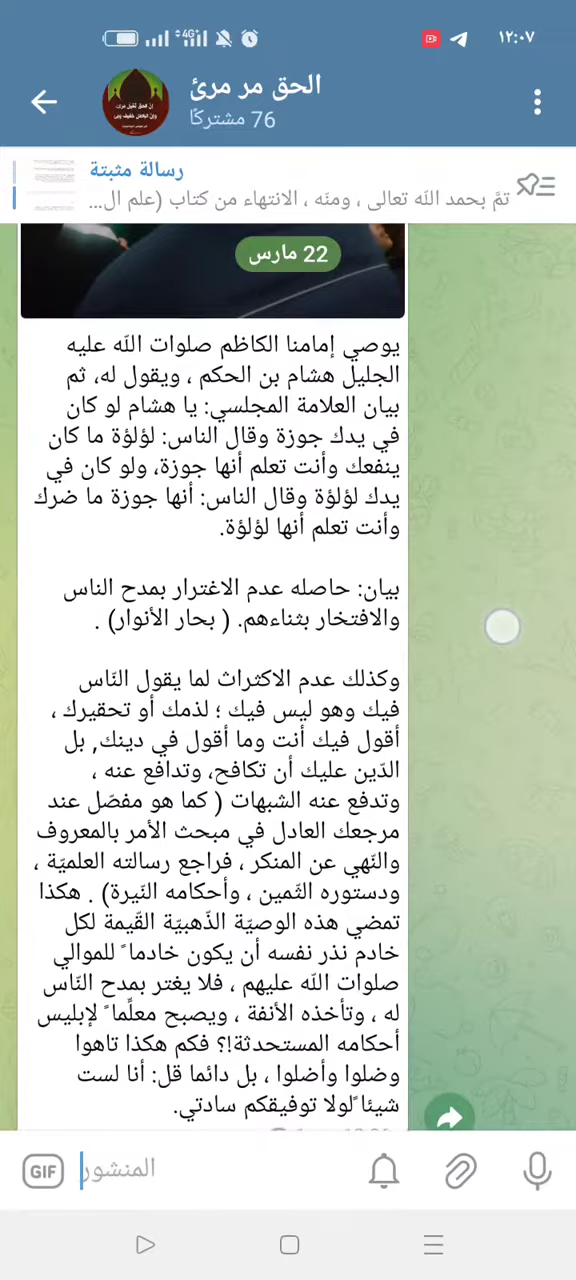 ١٢:٠٧
4G
الحق مر مرئ
76 مشتركًا
رسالة مثبتة
تمَّ بحمد اللّه تعالى ، ومنّه ، الانتهاء من كتاب (علم ال...
22 مارس
يوصي إمامنا الكاظم صلوات اللّه عليه
الجليل هشام بن الحكم ، ويقول له، ثم
بيان العلامة المجلسي: يا هشام لو كان
في يدك جوزة وقال الناس: لؤلؤة ما كان
ينفعك وأنت تعلم أنها جوزة، ولو كان في
يدك لؤلؤة وقال الناس: أنها جوزة ما ضرك
وأنت تعلم أنها لؤلؤة.
بيان: حاصله عدم الاغترار بمدح الناس
والافتخار بثناءهم. ( بحار الأنوار) .
وكذلك عدم الاكثراث لما يقول النّاس
فيك وهو ليس فيك ؛ لذمك أو تحقيرك ،
أقول فيك أنت وما أقول في دينك, بل
الدّين عليك أن تكافح، وتدافع عنه ،
وتدفع عنه الشبهات ( كما هو مفصّل عند
مرجعك العادل في مبحث الأمر بالمعروف
والنّهي عن المنكر ، فراجع رسالته العلميّة ،
ودستوره الثّمين ، وأحكامه النّيرة) . هكذا
تمضي هذه الوصيّة الذّهبيّة القّيمة لكل
خادم نذر نفسه أن يكون خادما ً للموالي
صلوات اللّه عليهم ، فلا يغتر بمدح النّاس
له ، وتأخذه الأنفة ، ويصبح معلّما ً لإبليس
أحكامه المستحدثة!؟ فكم هكذا تاهوا
وضلوا وأضلوا ، بل دائما قل: أنا لست
شيئا ًلولا توفيقكم سادتي.
المنشور
GIF